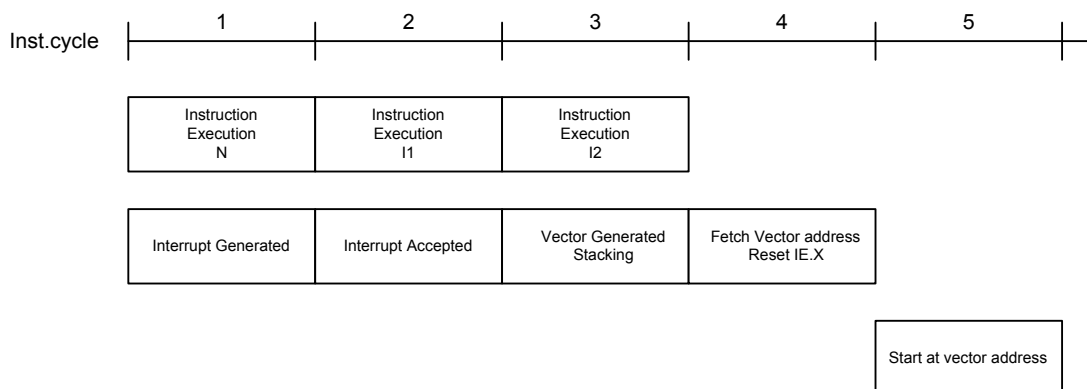 1 2 3 4 5
Inst.cycle
Instruction
Execution
N
Instruction
Execution
I1
Instruction
Execution
I2
Interrupt Generated
Interrupt Accepted
Vector Generated
Stacking
Fetch Vector address
Reset IE.X
Start at vector address